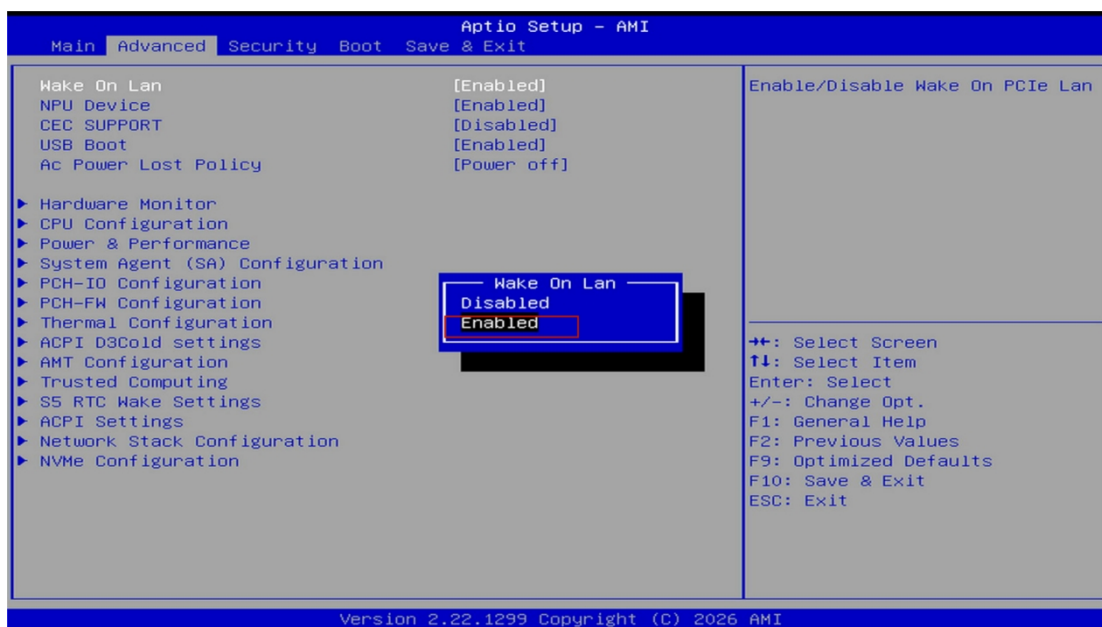 Aptio Setup – AMI
Main Advanced Security Boot Save & Exit
Wake On Lan [Enabled]
NPU Device [Enabled]
CEC SUPPORT [Disabled]
USB Boot [Enabled]
Ac Power Lost Policy [Power off]
Hardware Monitor
CPU Configuration
Power & Performance
System Agent (SA) Configuration
PCH-IO Configuration
PCH-FW Configuration
Thermal Configuration
ACPI D3Cold settings
AMT Configuration
Trusted Computing
S5 RTC Wake Settings
ACPI Settings
Network Stack Configuration
NVMe Configuration
Wake On Lan
Disabled
Enabled
Enable/Disable Wake On PCIe Lan
→←: Select Screen
↑↓: Select Item
Enter: Select
+/-: Change Opt.
F1: General Help
F2: Previous Values
F9: Optimized Defaults
F10: Save & Exit
ESC: Exit
Version 2.22.1299 Copyright (C) 2026 AMI